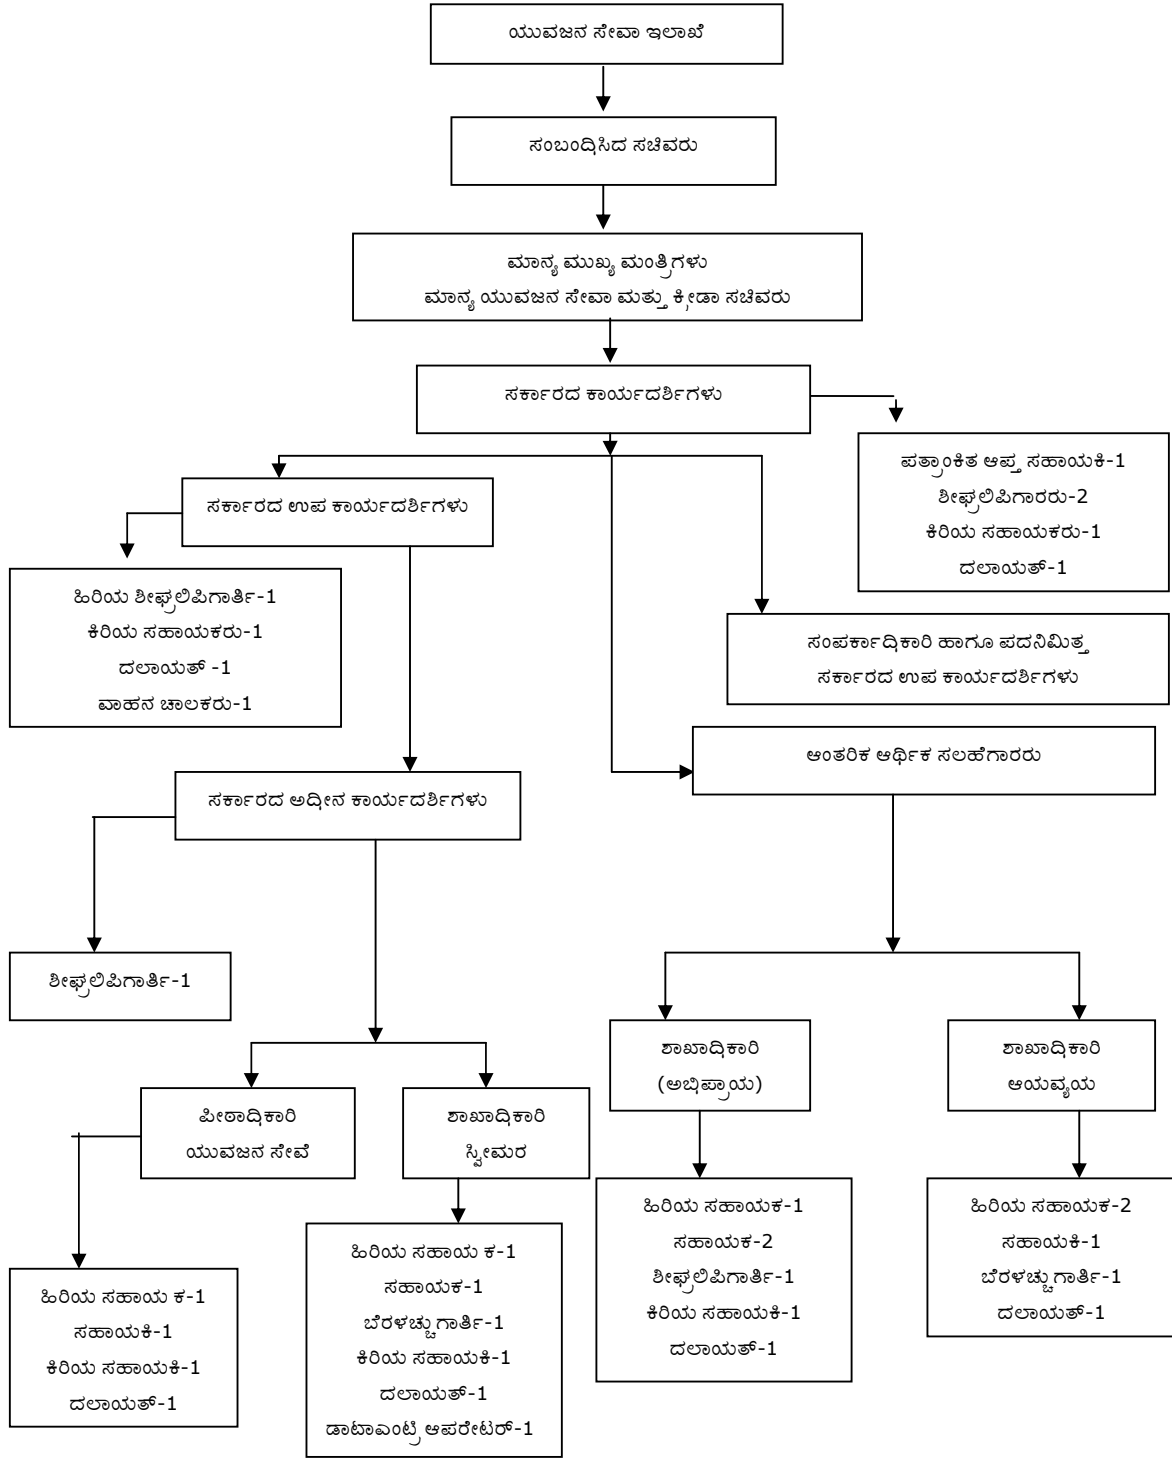 ಯುವಜನ ಸೇವಾ ಇಲಾಖೆ
ಸಂಬಂಧಿಸಿದ ಸಚಿವರು
ಮಾನ್ಯ ಮುಖ್ಯ ಮಂತ್ರಿಗಳು
ಮಾನ್ಯ ಯುವಜನ ಸೇವಾ ಮತ್ತು ಕ್ರೀಡಾ ಸಚಿವರು
ಸರ್ಕಾರದ ಕಾರ್ಯದರ್ಶಿಗಳು
ಪತ್ರಾಂಕಿತ ಆಪ್ತ ಸಹಾಯಕಿ-1
ಶೀಘ್ರಲಿಪಿಗಾರರು-2
ಕಿರಿಯ ಸಹಾಯಕರು-1
ದಲಾಯತ್-1
ಸರ್ಕಾರದ ಉಪ ಕಾರ್ಯದರ್ಶಿಗಳು
ಹಿರಿಯ ಶೀಘ್ರಲಿಪಿಗಾರ್ತಿ-1
ಕಿರಿಯ ಸಹಾಯಕರು-1
ದಲಾಯತ್ -1
ವಾಹನ ಚಾಲಕರು-1
ಸಂಪರ್ಕಾಧಿಕಾರಿ ಹಾಗೂ ಪದನಿಮಿತ್ತ
ಸರ್ಕಾರದ ಉಪ ಕಾರ್ಯದರ್ಶಿಗಳು
ಆಂತರಿಕ ಆರ್ಥಿಕ ಸಲಹೆಗಾರರು
ಸರ್ಕಾರದ ಅಧೀನ ಕಾರ್ಯದರ್ಶಿಗಳು
ಶೀಘ್ರಲಿಪಿಗಾರ್ತಿ-1
ಶಾಖಾಧಿಕಾರಿ
(ಅಭಿಪ್ರಾಯ)
ಶಾಖಾಧಿಕಾರಿ
ಆಯವ್ಯಯ
ಪೀಠಾಧಿಕಾರಿ
ಯುವಜನ ಸೇವೆ
ಶಾಖಾಧಿಕಾರಿ
ಸ್ವೀಮರ
ಹಿರಿಯ ಸಹಾಯಕ-1
ಸಹಾಯಕ-2
ಶೀಘ್ರಲಿಪಿಗಾರ್ತಿ-1
ಕಿರಿಯ ಸಹಾಯಕಿ-1
ದಲಾಯತ್-1
ಹಿರಿಯ ಸಹಾಯಕ-2
ಸಹಾಯಕಿ-1
ಬೆರಳಚ್ಚುಗಾರ್ತಿ-1
ದಲಾಯತ್-1
ಹಿರಿಯ ಸಹಾಯ ಕ-1
ಸಹಾಯಕ-1
ಬೆರಳಚ್ಚುಗಾರ್ತಿ-1
ಕಿರಿಯ ಸಹಾಯಕಿ-1
ದಲಾಯತ್-1
ಡಾಟಾಎಂಟ್ರಿ ಆಪರೇಟರ್-1
ಹಿರಿಯ ಸಹಾಯ ಕ-1
ಸಹಾಯಕಿ-1
ಕಿರಿಯ ಸಹಾಯಕಿ-1
ದಲಾಯತ್-1